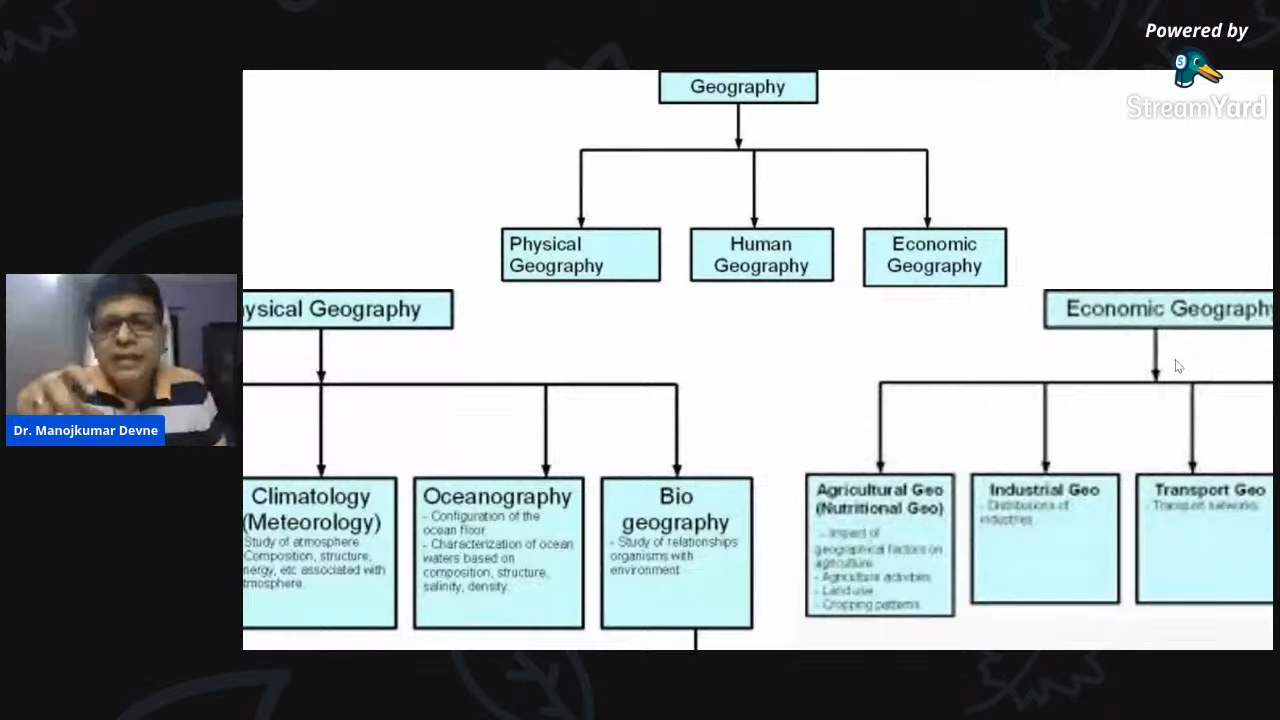 Powered by
StreamYard
Geography
Physical
Geography
Human
Geography
Economic
Geography
ysical Geography
Economic Geography
Climatology
(Meteorology)
Study of atmosphere
Composition, structure,
nergy, etc associated with
tmosphere.
Oceanography
- Configuration of the
ocean floor
- Characterization of ocean
waters based on
composition, structure,
salinity, density.
Bio
geography
- Study of relationships
organisms with
environment
Agricultural Geo
(Nutritional Geo)
- Impact of
geographical factors on
agriculture
- Agriculture activities
- Land use
- Cropping patterns
Industrial Geo
- Distributions of
industries
Transport Geo
- Transport networks
Dr. Manojkumar Devne